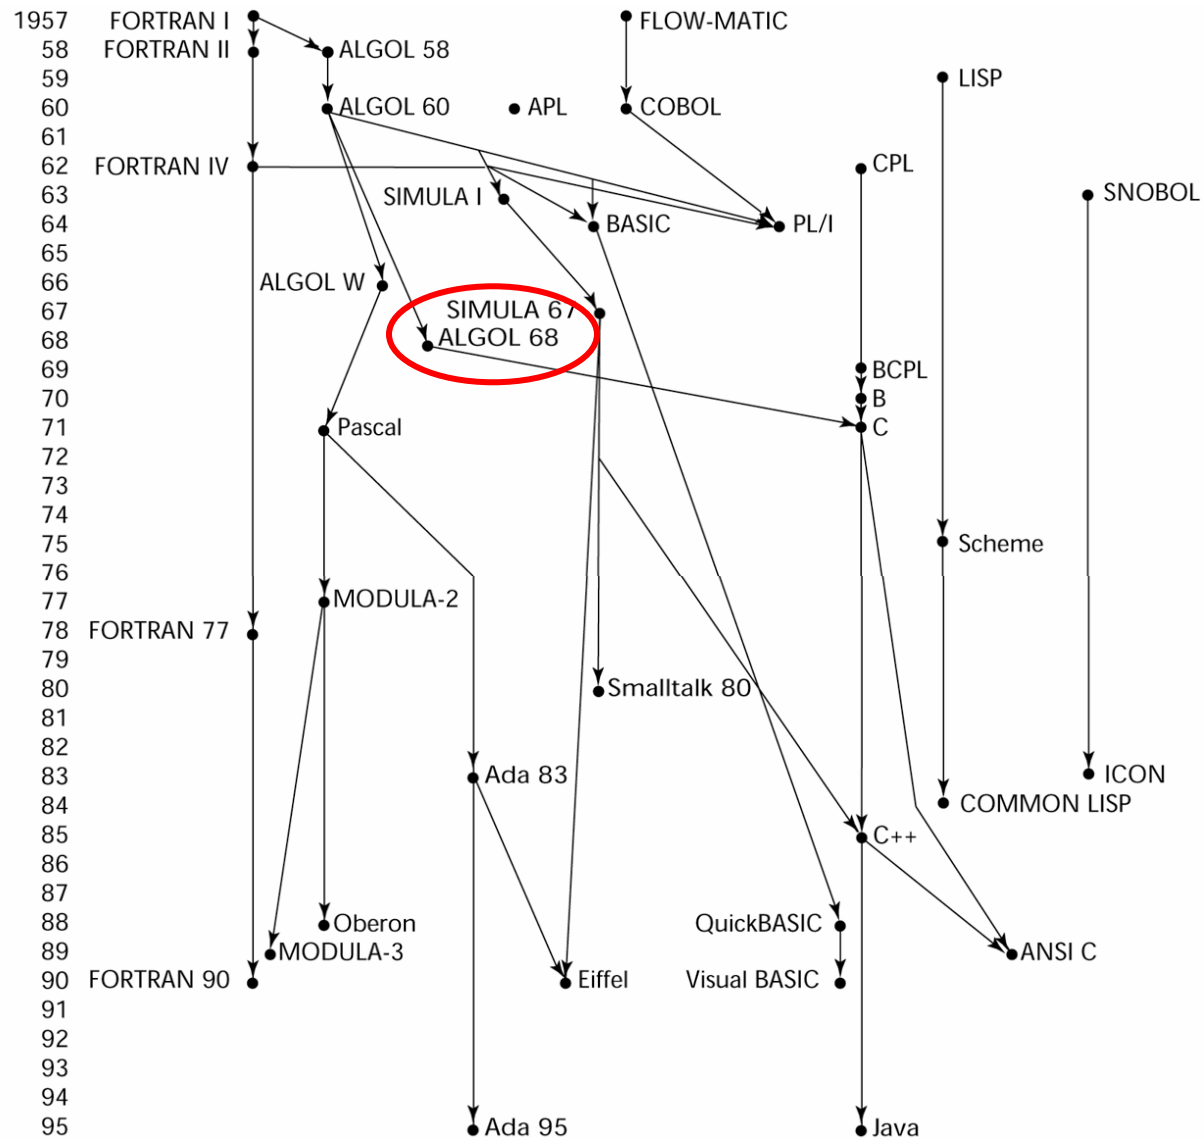 1957 FORTRAN I FLOW-MATIC
58 FORTRAN II ALGOL 58
59 LISP
60 ALGOL 60 APL COBOL
61
62 FORTRAN IV CPL
63 SIMULA I SNOBOL
64 BASIC PL/I
65
66 ALGOL W
67 SIMULA 67
68 ALGOL 68
69 BCPL
70 B
71 Pascal C
72
73
74
75 Scheme
76
77 MODULA-2
78 FORTRAN 77
79
80 Smalltalk 80
81
82
83 Ada 83 ICON
84 COMMON LISP
85 C++
86
87
88 Oberon QuickBASIC
89 MODULA-3 ANSI C
90 FORTRAN 90 Eiffel Visual BASIC
91
92
93
94
95 Ada 95 Java